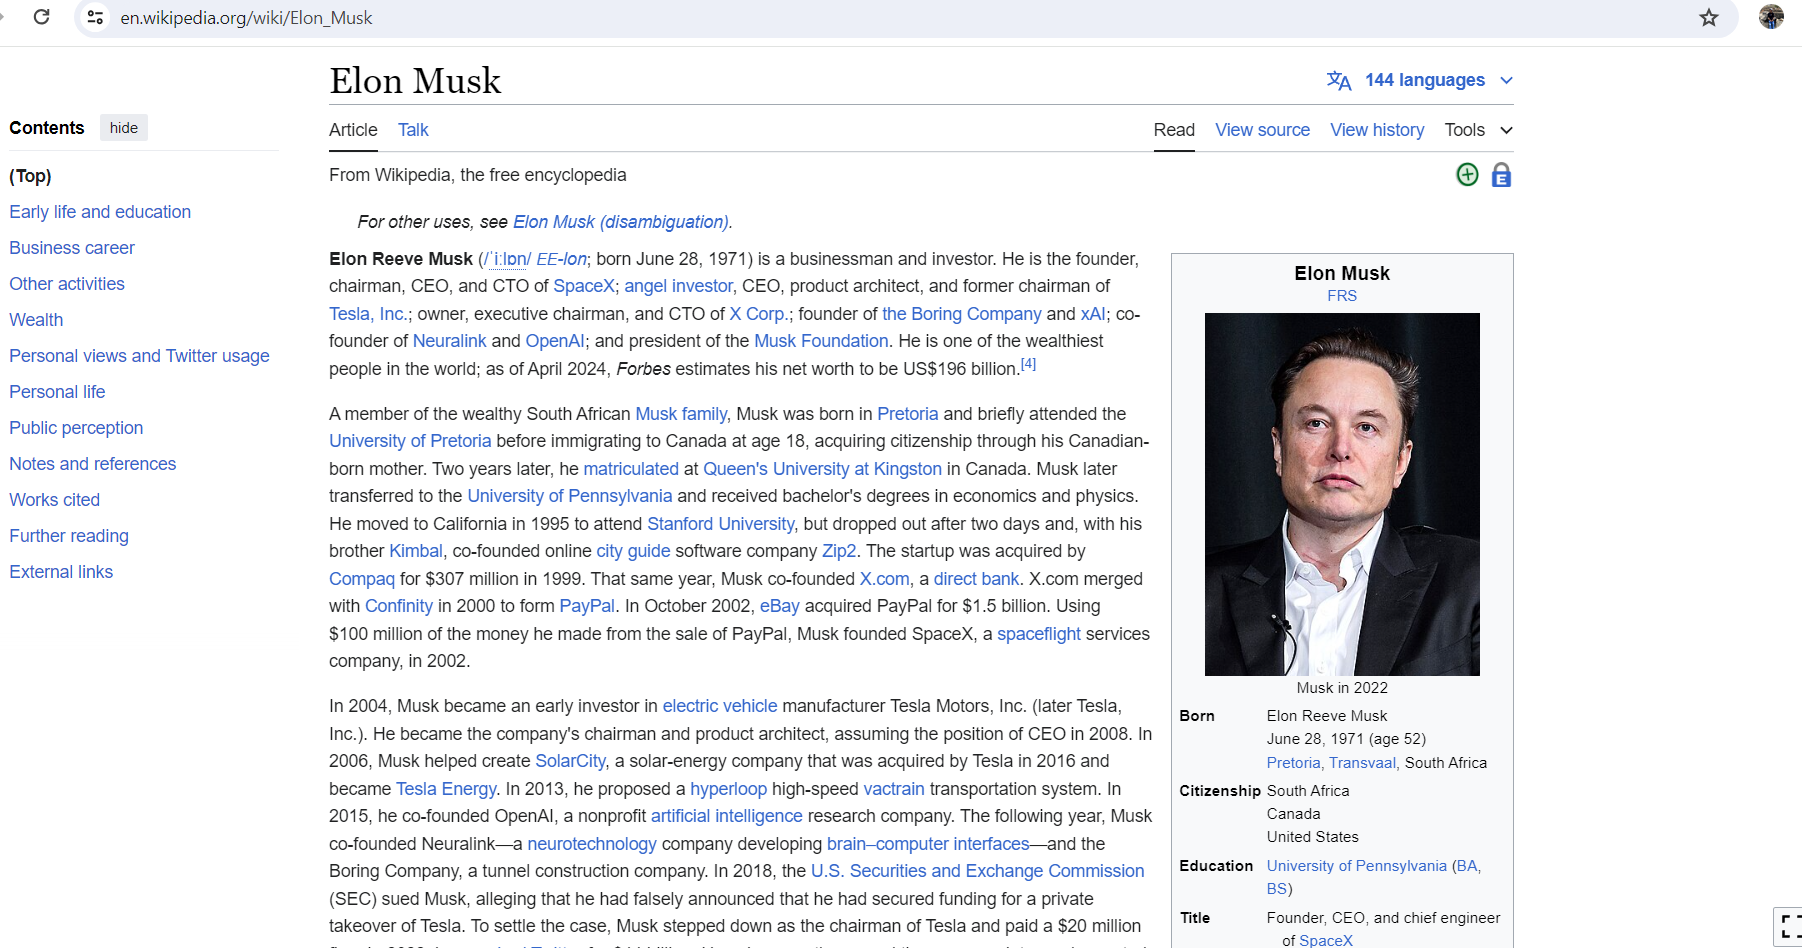 en.wikipedia.org/wiki/Elon_Musk
Elon Musk
144 languages
Contents hide
Article Talk
Read View source View history Tools
(Top)
Early life and education
Business career
Other activities
Wealth
Personal views and Twitter usage
Personal life
Public perception
Notes and references
Works cited
Further reading
External links
From Wikipedia, the free encyclopedia
E
For other uses, see Elon Musk (disambiguation).
Elon Reeve Musk (/ˈiːlɒn/ EE-lon; born June 28, 1971) is a businessman and investor. He is the founder,
chairman, CEO, and CTO of SpaceX; angel investor, CEO, product architect, and former chairman of
Tesla, Inc.; owner, executive chairman, and CTO of X Corp.; founder of the Boring Company and xAI; co-
founder of Neuralink and OpenAI; and president of the Musk Foundation. He is one of the wealthiest
people in the world; as of April 2024, Forbes estimates his net worth to be US$196 billion.[4]
A member of the wealthy South African Musk family, Musk was born in Pretoria and briefly attended the
University of Pretoria before immigrating to Canada at age 18, acquiring citizenship through his Canadian-
born mother. Two years later, he matriculated at Queen's University at Kingston in Canada. Musk later
transferred to the University of Pennsylvania and received bachelor's degrees in economics and physics.
He moved to California in 1995 to attend Stanford University, but dropped out after two days and, with his
brother Kimbal, co-founded online city guide software company Zip2. The startup was acquired by
Compaq for $307 million in 1999. That same year, Musk co-founded X.com, a direct bank. X.com merged
with Confinity in 2000 to form PayPal. In October 2002, eBay acquired PayPal for $1.5 billion. Using
$100 million of the money he made from the sale of PayPal, Musk founded SpaceX, a spaceflight services
company, in 2002.
In 2004, Musk became an early investor in electric vehicle manufacturer Tesla Motors, Inc. (later Tesla,
Inc.). He became the company's chairman and product architect, assuming the position of CEO in 2008. In
2006, Musk helped create SolarCity, a solar-energy company that was acquired by Tesla in 2016 and
became Tesla Energy. In 2013, he proposed a hyperloop high-speed vactrain transportation system. In
2015, he co-founded OpenAI, a nonprofit artificial intelligence research company. The following year, Musk
co-founded Neuralink—a neurotechnology company developing brain–computer interfaces—and the
Boring Company, a tunnel construction company. In 2018, the U.S. Securities and Exchange Commission
(SEC) sued Musk, alleging that he had falsely announced that he had secured funding for a private
takeover of Tesla. To settle the case, Musk stepped down as the chairman of Tesla and paid a $20 million
Elon Musk
FRS
Musk in 2022
Born Elon Reeve Musk
June 28, 1971 (age 52)
Pretoria, Transvaal, South Africa
Citizenship South Africa
Canada
United States
Education University of Pennsylvania (BA,
BS)
Title Founder, CEO, and chief engineer
of SpaceX